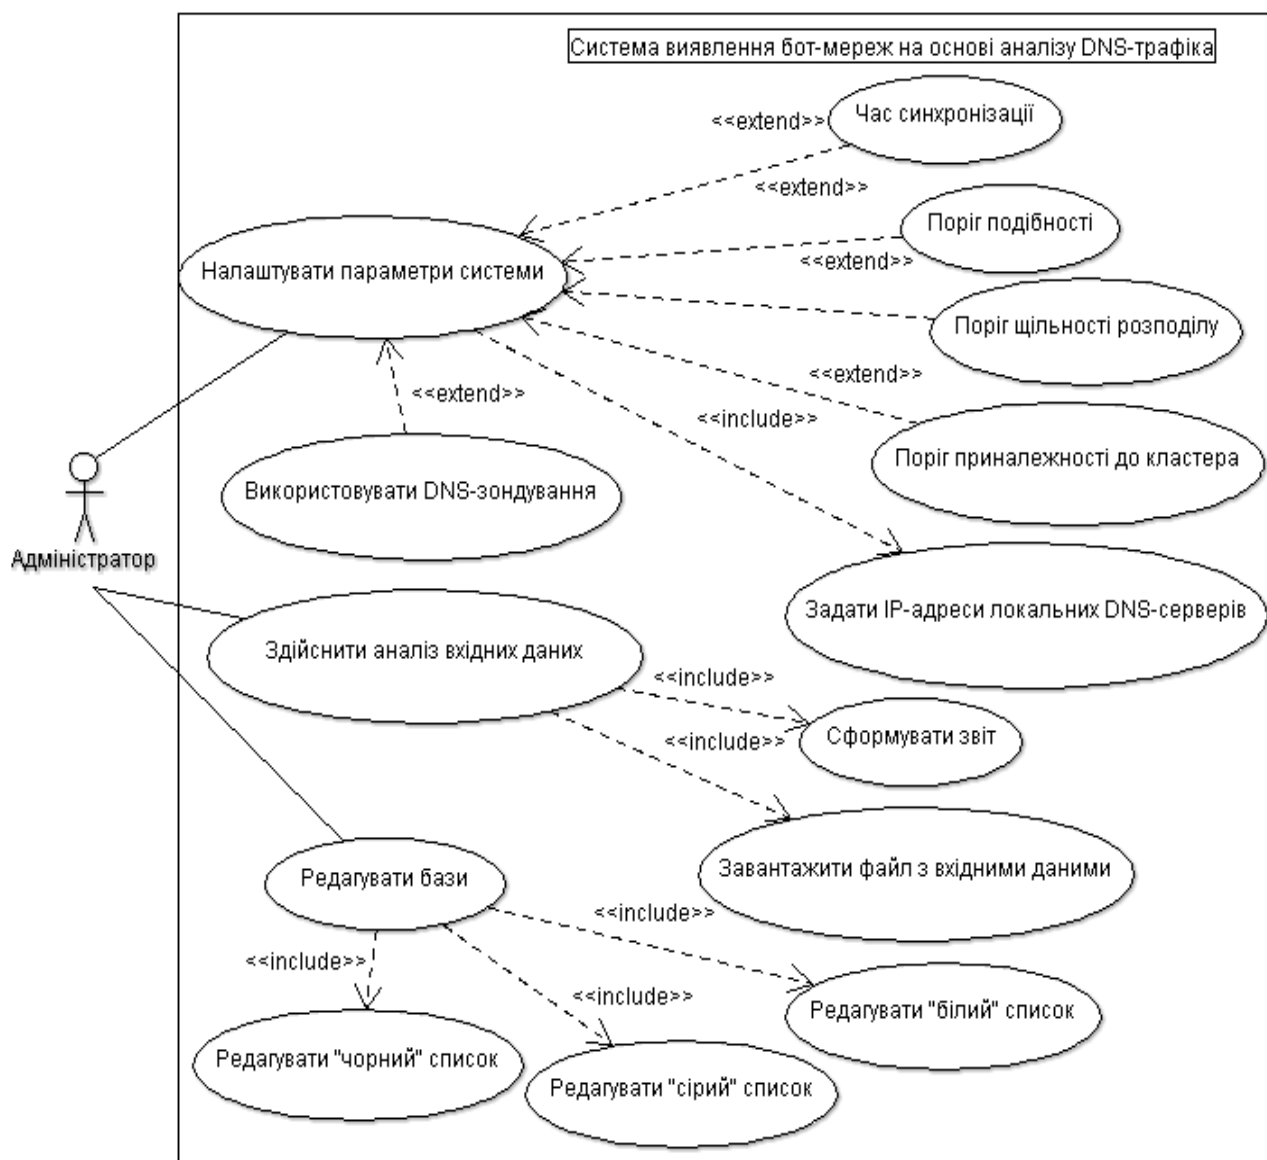 Система виявлення бот-мереж на основі аналізу DNS-трафіка
<<extend>>
Час синхронізації
<<extend>>
Поріг подібності
Налаштувати параметри системи
<<extend>>
Поріг щільності розподілу
<<extend>>
<<extend>>
<<include>>
Поріг приналежності до кластера
Використовувати DNS-зондування
Адміністратор
Задати IP-адреси локальних DNS-серверів
Здійснити аналіз вхідних даних
<<include>>
Сформувати звіт
<<include>>
Завантажити файл з вхідними даними
Редагувати бази
<<include>>
<<include>>
<<include>>
Редагувати "білий" список
Редагувати "чорний" список
Редагувати "сірий" список